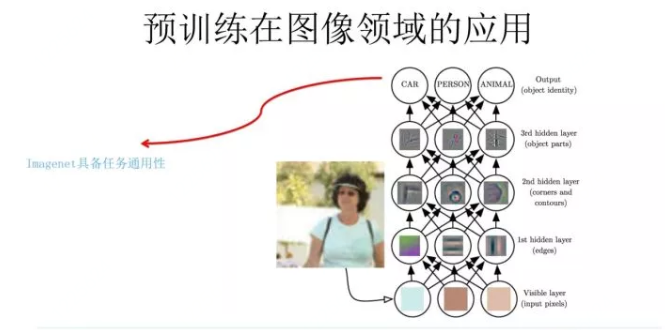 预训练在图像领域的应用
CAR
PERSON
ANIMAL
Output
(object identity)
3rd hidden layer
(object parts)
Imagenet具备任务通用性
2nd hidden layer
(corners and
contours)
1st hidden layer
(edges)
Visible layer
(input pixels)